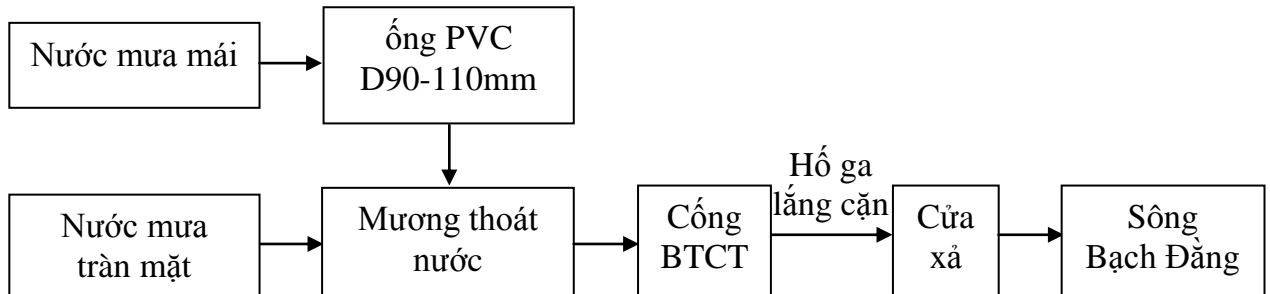 Nước mưa mái
ống PVC
D90-110mm
Nước mưa
tràn mặt
Mương thoát
nước
Cống
BTCT
Hố ga
lắng cặn
Cửa
xả
Sông
Bạch Đằng